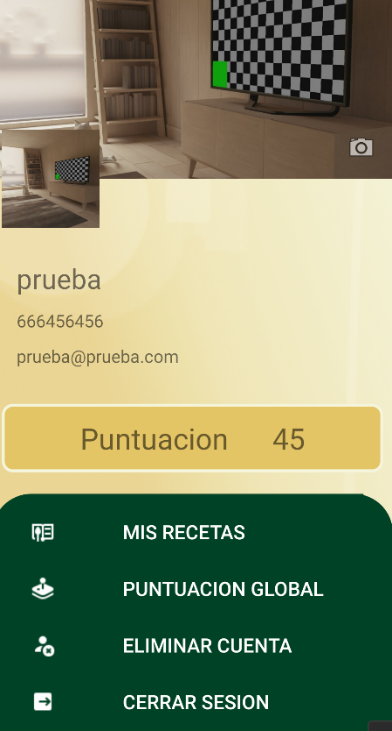 prueba
666456456
prueba@prueba.com
Puntuacion 45
MIS RECETAS
PUNTUACION GLOBAL
ELIMINAR CUENTA
CERRAR SESION